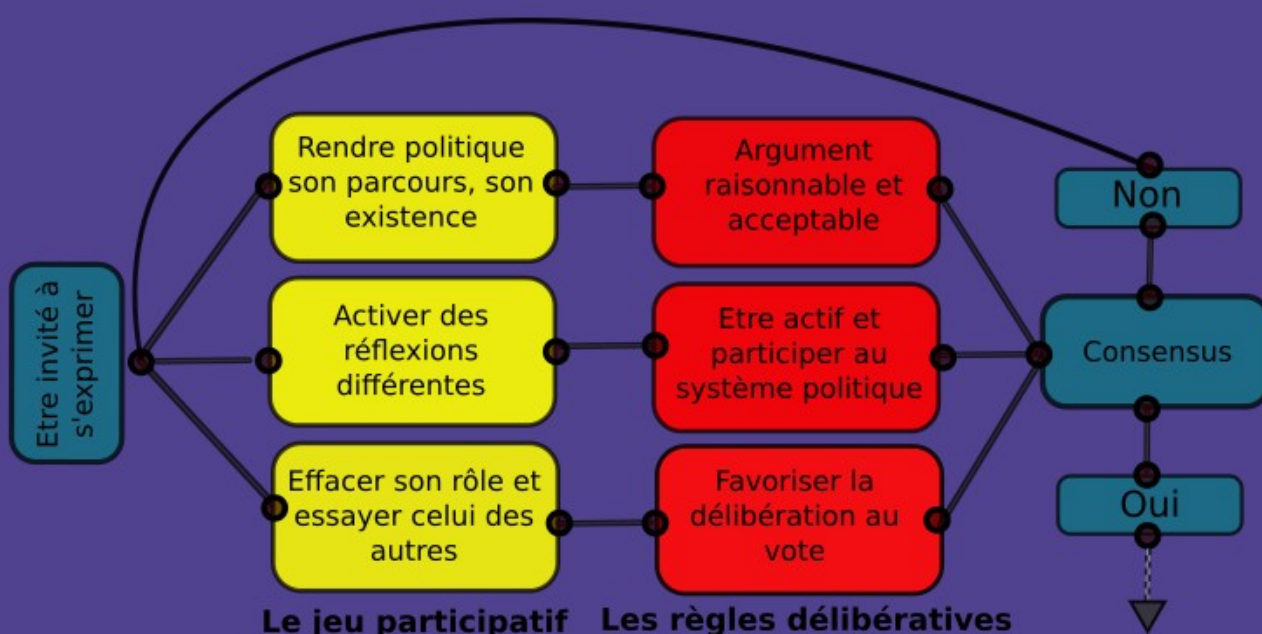 Etre invité à
s'exprimer
Rendre politique
son parcours, son
existence
Activer des
réflexions
différentes
Effacer son rôle et
essayer celui des
autres
Le jeu participatif
Argument
raisonnable et
acceptable
Etre actif et
participer au
système politique
Favoriser la
délibération au
vote
Les règles délibératives
Non
Consensus
Oui